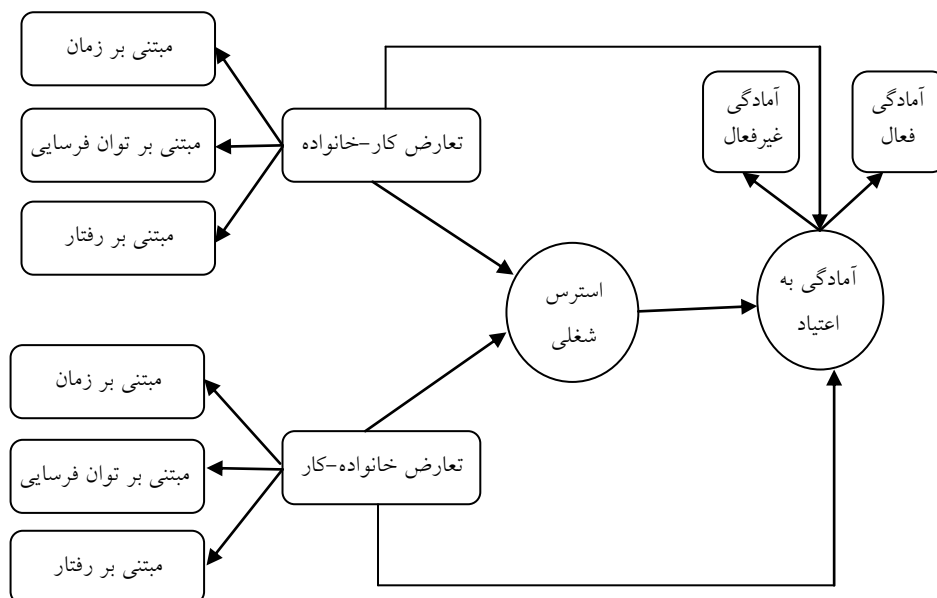 مبتنی بر زمان
مبتنی بر توان فرسایی
مبتنی بر رفتار
تعارض کار-خانواده
آمادگی
غیرفعال
آمادگی
فعال
استرس
شغلی
آمادگی به
اعتیاد
مبتنی بر زمان
مبتنی بر توان فرسایی
مبتنی بر رفتار
تعارض خانواده-کار